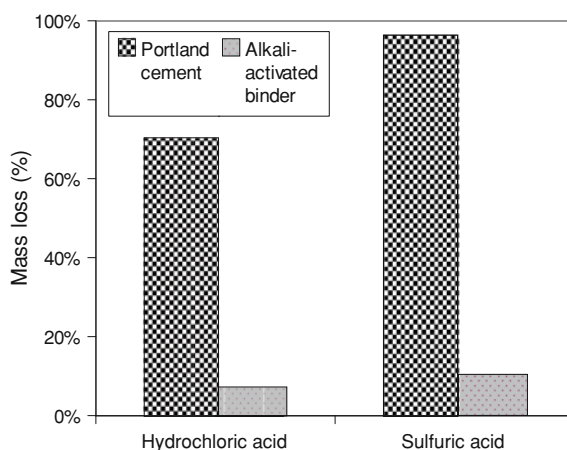 100%
80%
60%
40%
20%
0%
Mass loss (%)
Portland
cement
Alkali-
activated
binder
Hydrochloric acid
Sulfuric acid